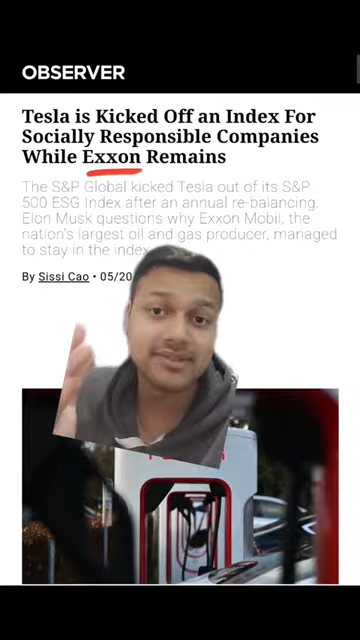 OBSERVER
Tesla is Kicked Off an Index For
Socially Responsible Companies
While Exxon Remains
The S&P Global kicked Tesla out of its S&P
500 ESG Index after an annual re-balancing.
Elon Musk questions why Exxon Mobil, the
nation's largest oil and gas producer, managed
to stay in the index
By Sissi Cao • 05/20